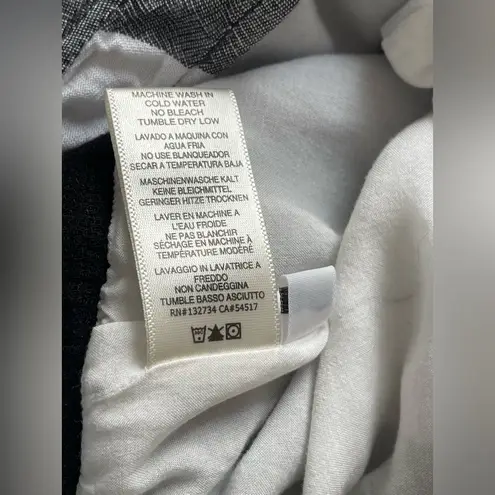 MACHINE WASH IN
COLD WATER
NO BLEACH
TUMBLE DRY LOW
LAVADO A MAQUINA CON
AGUA FRIA
NO USE BLANQUEADOR
SECAR A TEMPERATURA BAJA
MASCHINENWASCHE KALT
KEINE BLEICHMITTEL
GERINGER HITZE TROCKNEN
LAVER EN MACHINE A
L'EAU FROIDE
NE PAS BLANCHIR
SÉCHAGE EN MACHINE À
TEMPÉRATURE MODÉRÉ
LAVAGGIO IN LAVATRICE A
FREDDO
NON CANDEGGINA
TUMBLE BASSO ASCIUTTO
RN#132734 CA#54517